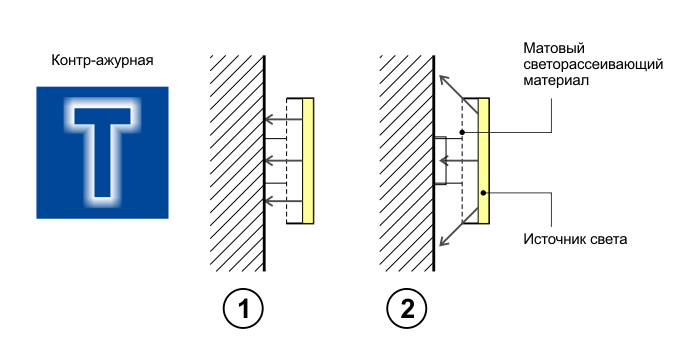 Контр-ажурная
Т
Матовый
светорассеивающий
материал
Источник света
1
2